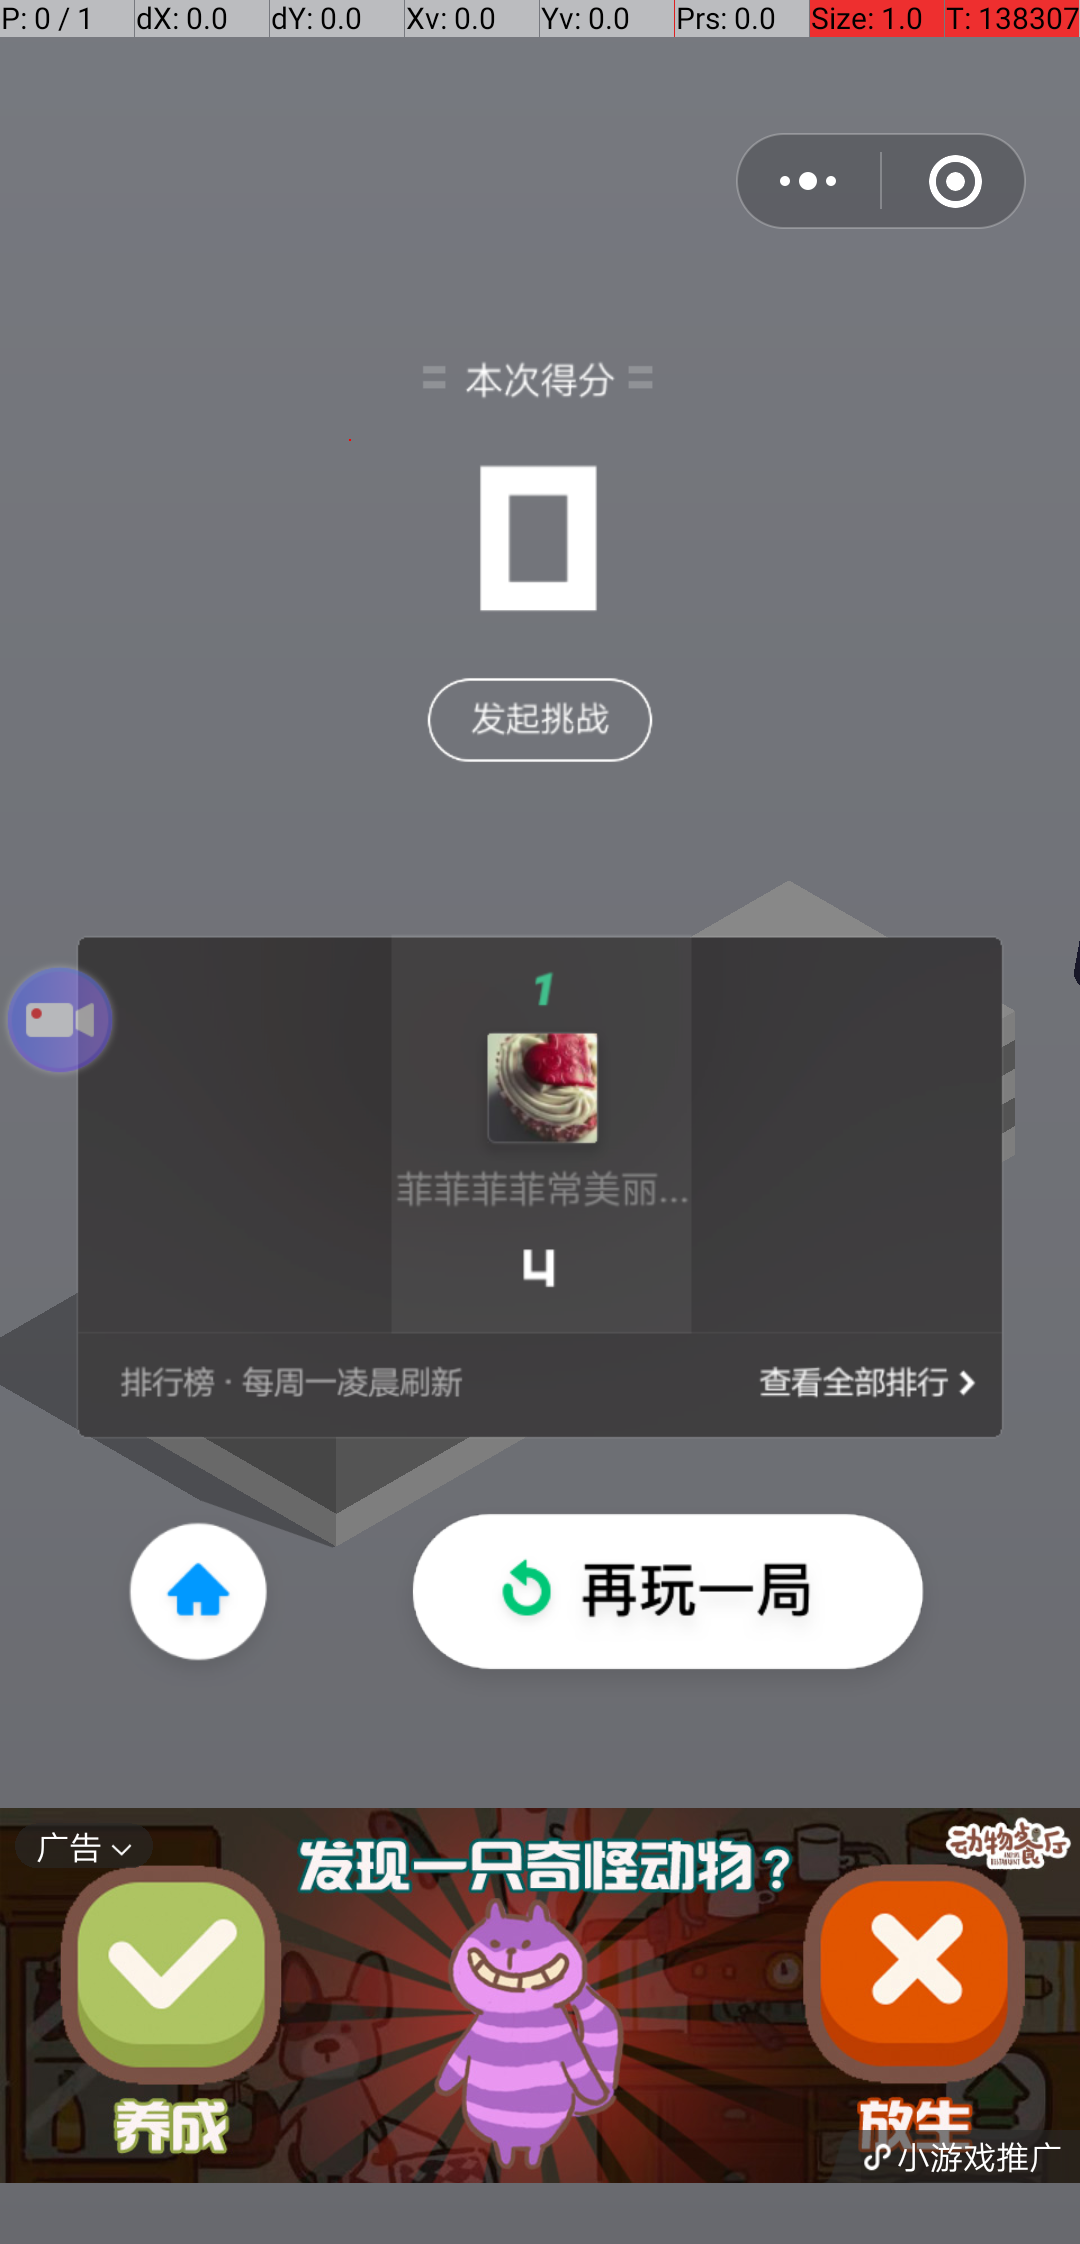 P: 0 / 1 dX: 0.0 dY: 0.0 Xv: 0.0 Yv: 0.0 Prs: 0.0 Size: 1.0 T: 138307
本次得分
0
发起挑战
1
菲菲菲菲常美丽...
4
排行榜 · 每周一凌晨刷新 查看全部排行
再玩一局
广告
发现一只奇怪动物?
动物餐厅
养成
放生
小游戏推广